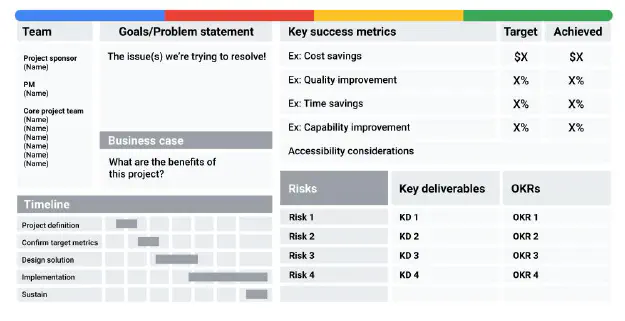 Team
Project sponsor
(Name)
PM
(Name)
Core project team
(Name)
(Name)
(Name)
(Name)
(Name)
(Name)
Goals/Problem statement
The issue(s) we're trying to resolve!
Business case
What are the benefits of
this project?
Timeline
Project definition
Confirm target metrics
Design solution
Implementation
Sustain
Key success metrics Target Achieved
Ex: Cost savings $X $X
Ex: Quality improvement X% X%
Ex: Time savings X% X%
Ex: Capability improvement X% X%
Accessibility considerations
Risks Key deliverables OKRs
Risk 1 KD 1 OKR 1
Risk 2 KD 2 OKR 2
Risk 3 KD 3 OKR 3
Risk 4 KD 4 OKR 4